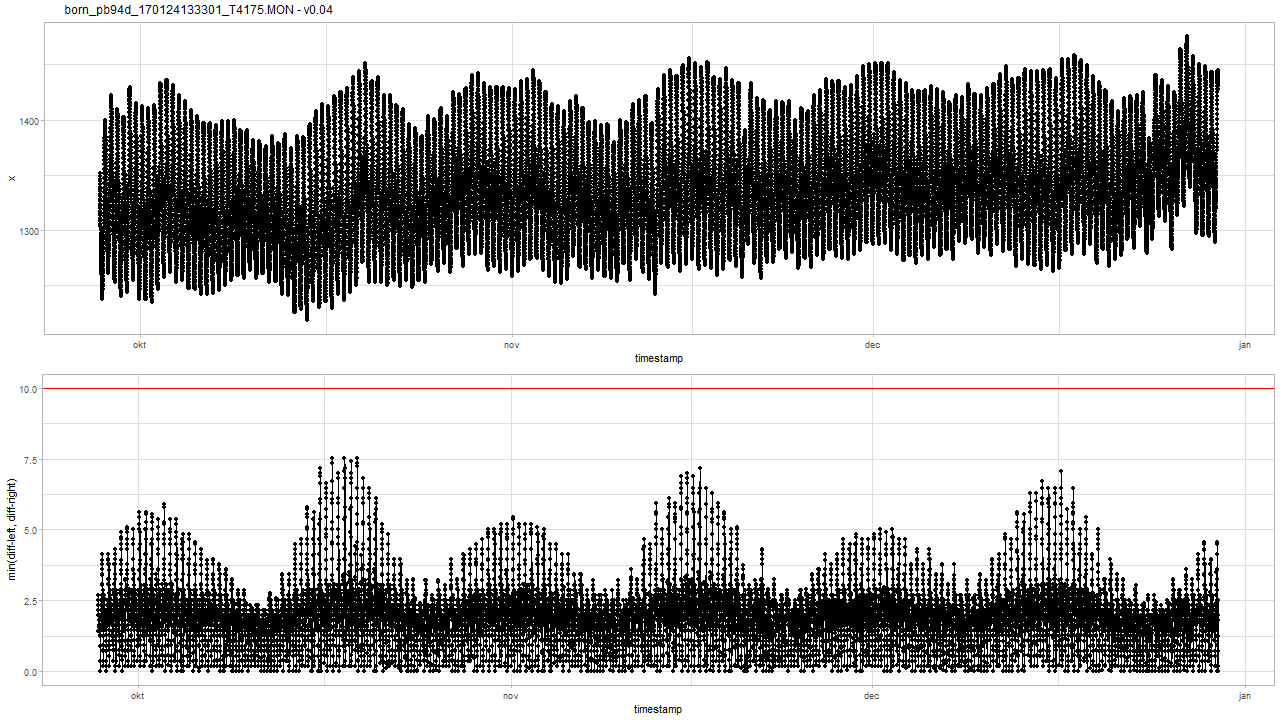 born_pb94d_170124133301_T4175.MON - v0.04
1400
1300
x
okt nov dec jan
timestamp
10.0
7.5
5.0
2.5
0.0
min(diff-left, diff-right)
okt nov dec jan
timestamp